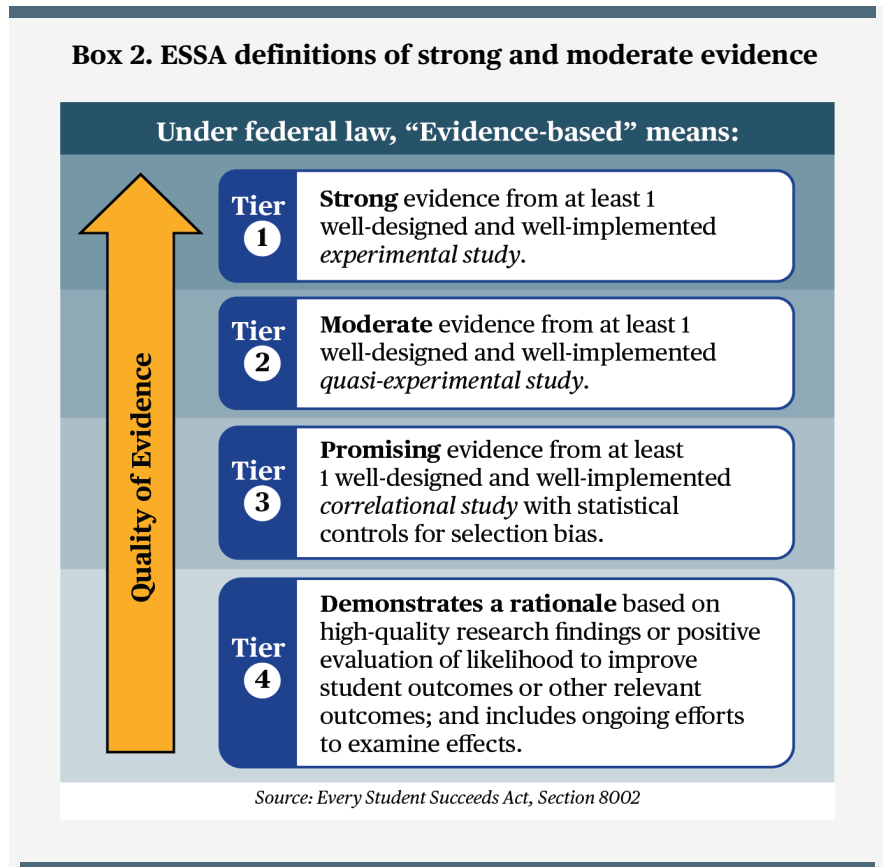 Box 2. ESSA definitions of strong and moderate evidence
Under federal law, “Evidence-based” means:
Quality of Evidence
Tier
1
Strong evidence from at least 1
well-designed and well-implemented
experimental study.
Tier
2
Moderate evidence from at least 1
well-designed and well-implemented
quasi-experimental study.
Tier
3
Promising evidence from at least
1 well-designed and well-implemented
correlational study with statistical
controls for selection bias.
Tier
4
Demonstrates a rationale based on
high-quality research findings or positive
evaluation of likelihood to improve
student outcomes or other relevant
outcomes; and includes ongoing efforts
to examine effects.
Source: Every Student Succeeds Act, Section 8002